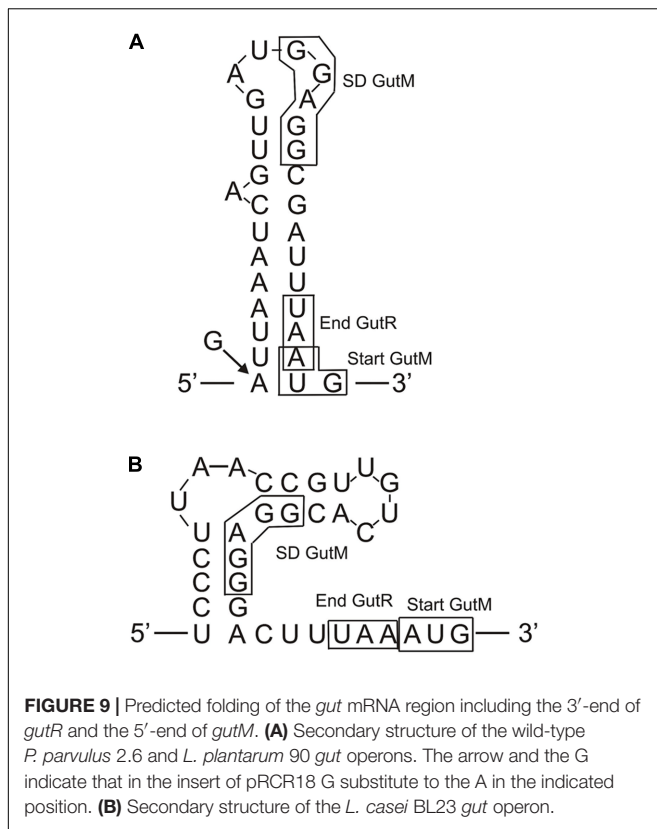 A
U G
A G
G A SD GutM
U G
U G
G C
A
C G
U A
A U
A U
A U
U A End GutR
G
U A Start GutM
5' A U G 3'
B
A A C C G U U G
U G G C A C U
U A SD GutM
C G
C G
C G End GutR Start GutM
5' U A C U U U A A A U G 3'
FIGURE 9 | Predicted folding of the gut mRNA region including the 3′-end of
gutR and the 5′-end of gutM. (A) Secondary structure of the wild-type
P. parvulus 2.6 and L. plantarum 90 gut operons. The arrow and the G
indicate that in the insert of pRCR18 G substitute to the A in the indicated
position. (B) Secondary structure of the L. casei BL23 gut operon.